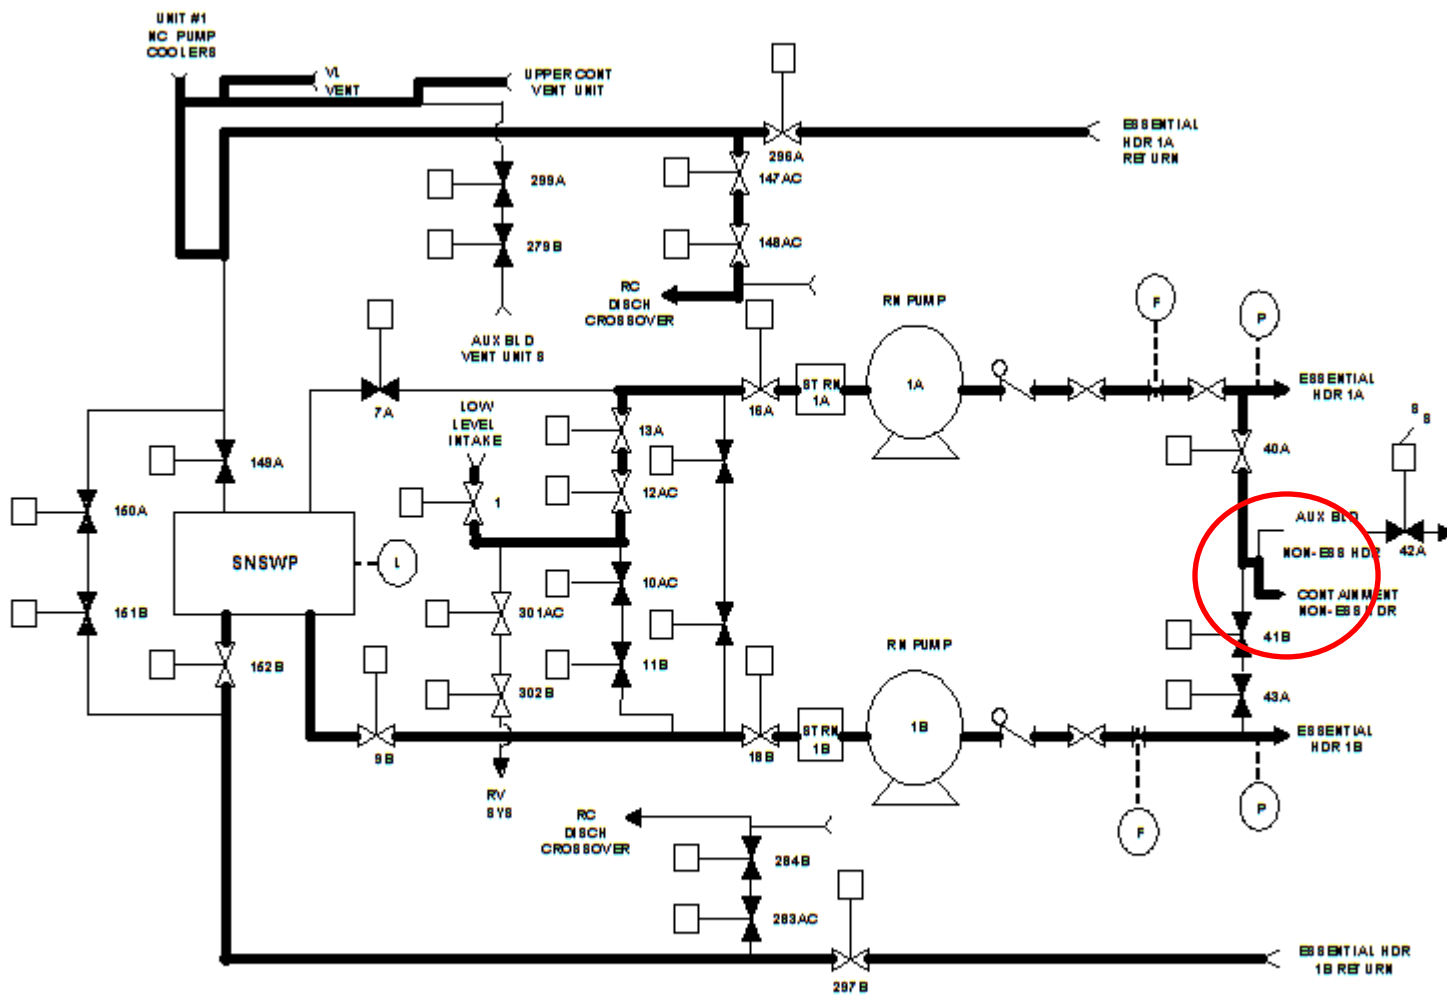 UNIT #1
NC PUMP
COOLERS
VL
VENT
UPPER CONT
VENT UNIT
296A
ESSENTIAL
HDR 1A
RETURN
147AC
148AC
299A
279B
RC
DISCH
CROSSOVER
AUX BLD
VENT UNITS
RN PUMP
F
P
7A
16A
STRN
1A
1A
ESSENTIAL
HDR 1A
LOW
LEVEL
INTAKE
13A
S
S
149A
40A
12AC
1
150A
AUX BLD
NON-ESS HDR
42A
SNSWP
L
10AC
CONTAINMENT
NON-ESS HDR
151B
301AC
41B
RN PUMP
152B
11B
302B
43A
9B
18B
STRN
1B
1B
ESSENTIAL
HDR 1B
RV
SYS
P
F
RC
DISCH
CROSSOVER
284B
283AC
297B
ESSENTIAL HDR
1B RETURN